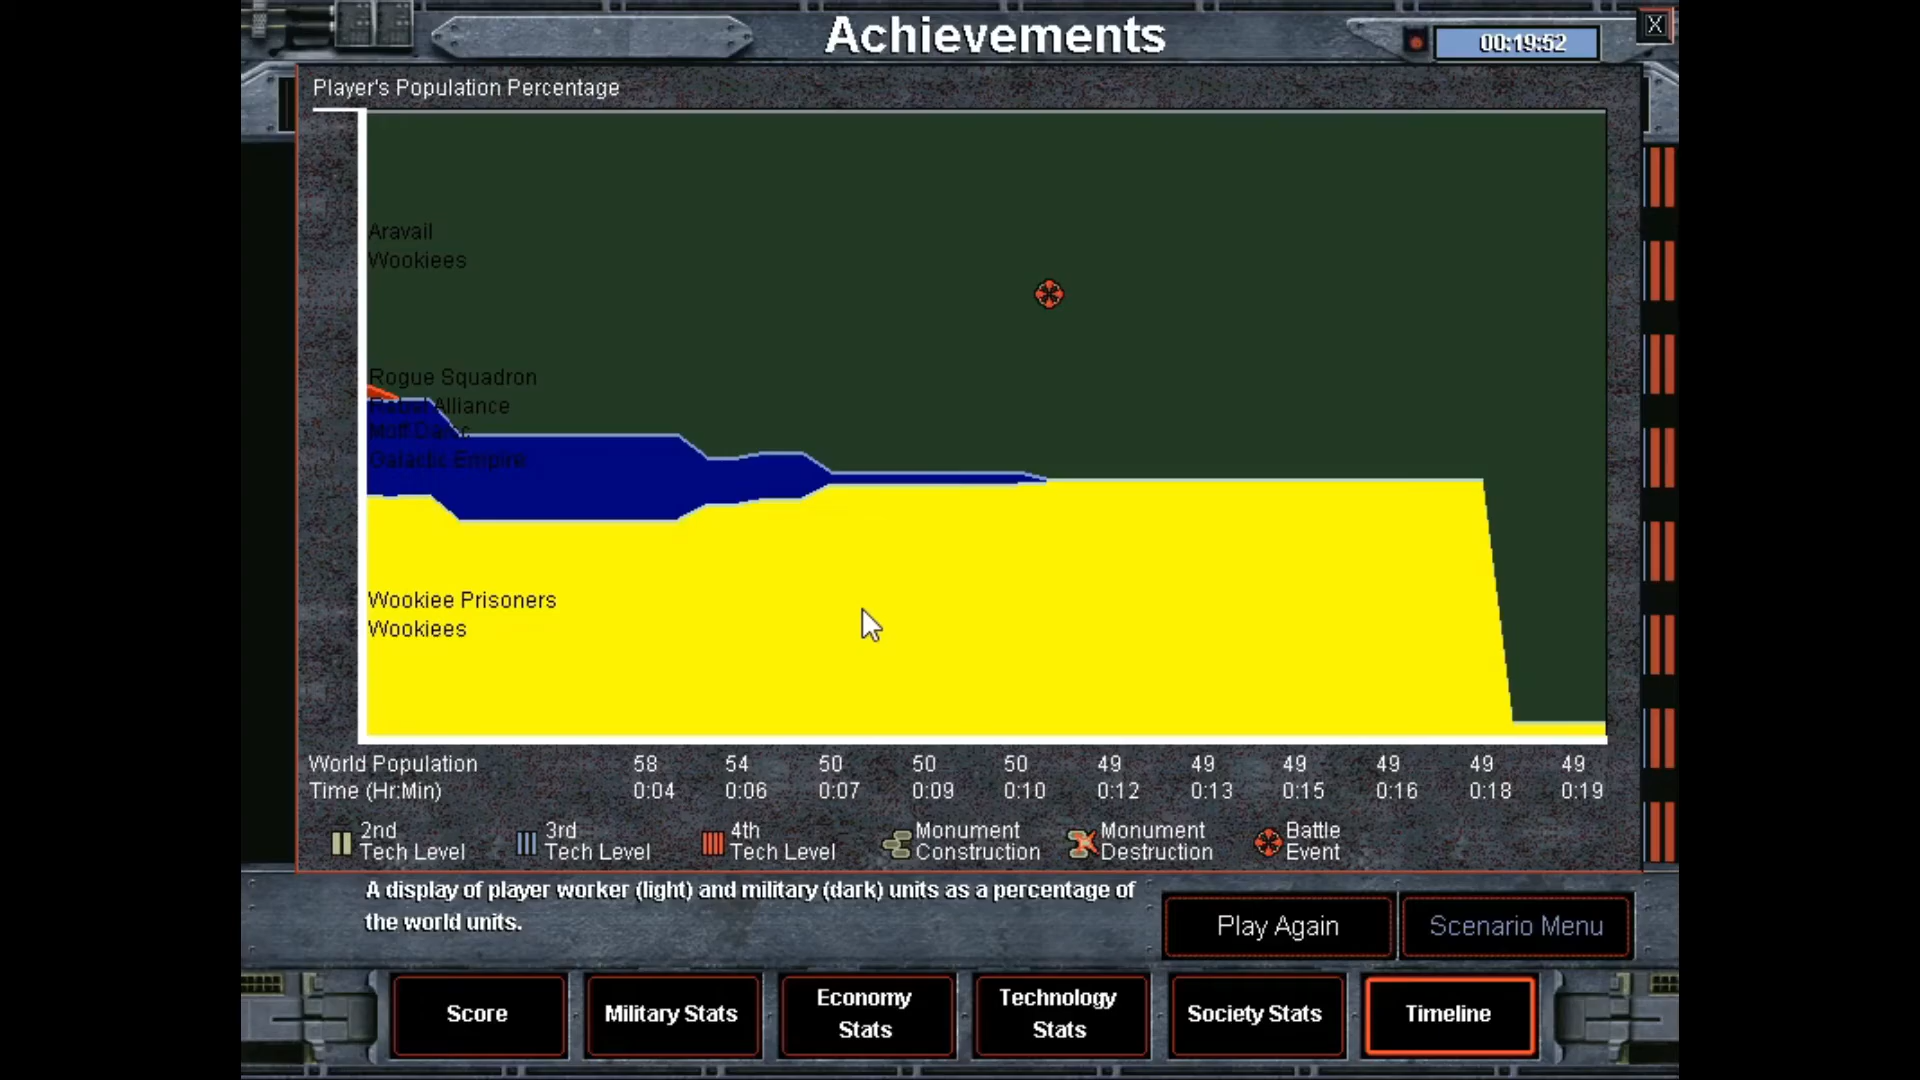 Achievements
00:19:52
X
Player's Population Percentage
Aravail
Wookiees
Rogue Squadron
Rebel Alliance
Moff Darcc
Galactic Empire
Wookiee Prisoners
Wookiees
World Population 58 54 50 50 50 49 49 49 49 49 49
Time (Hr:Min) 0:04 0:06 0:07 0:09 0:10 0:12 0:13 0:15 0:16 0:18 0:19
2nd Tech Level
3rd Tech Level
4th Tech Level
Monument Construction
Monument Destruction
Battle Event
A display of player worker (light) and military (dark) units as a percentage of
the world units.
Play Again
Scenario Menu
Score
Military Stats
Economy
Stats
Technology
Stats
Society Stats
Timeline